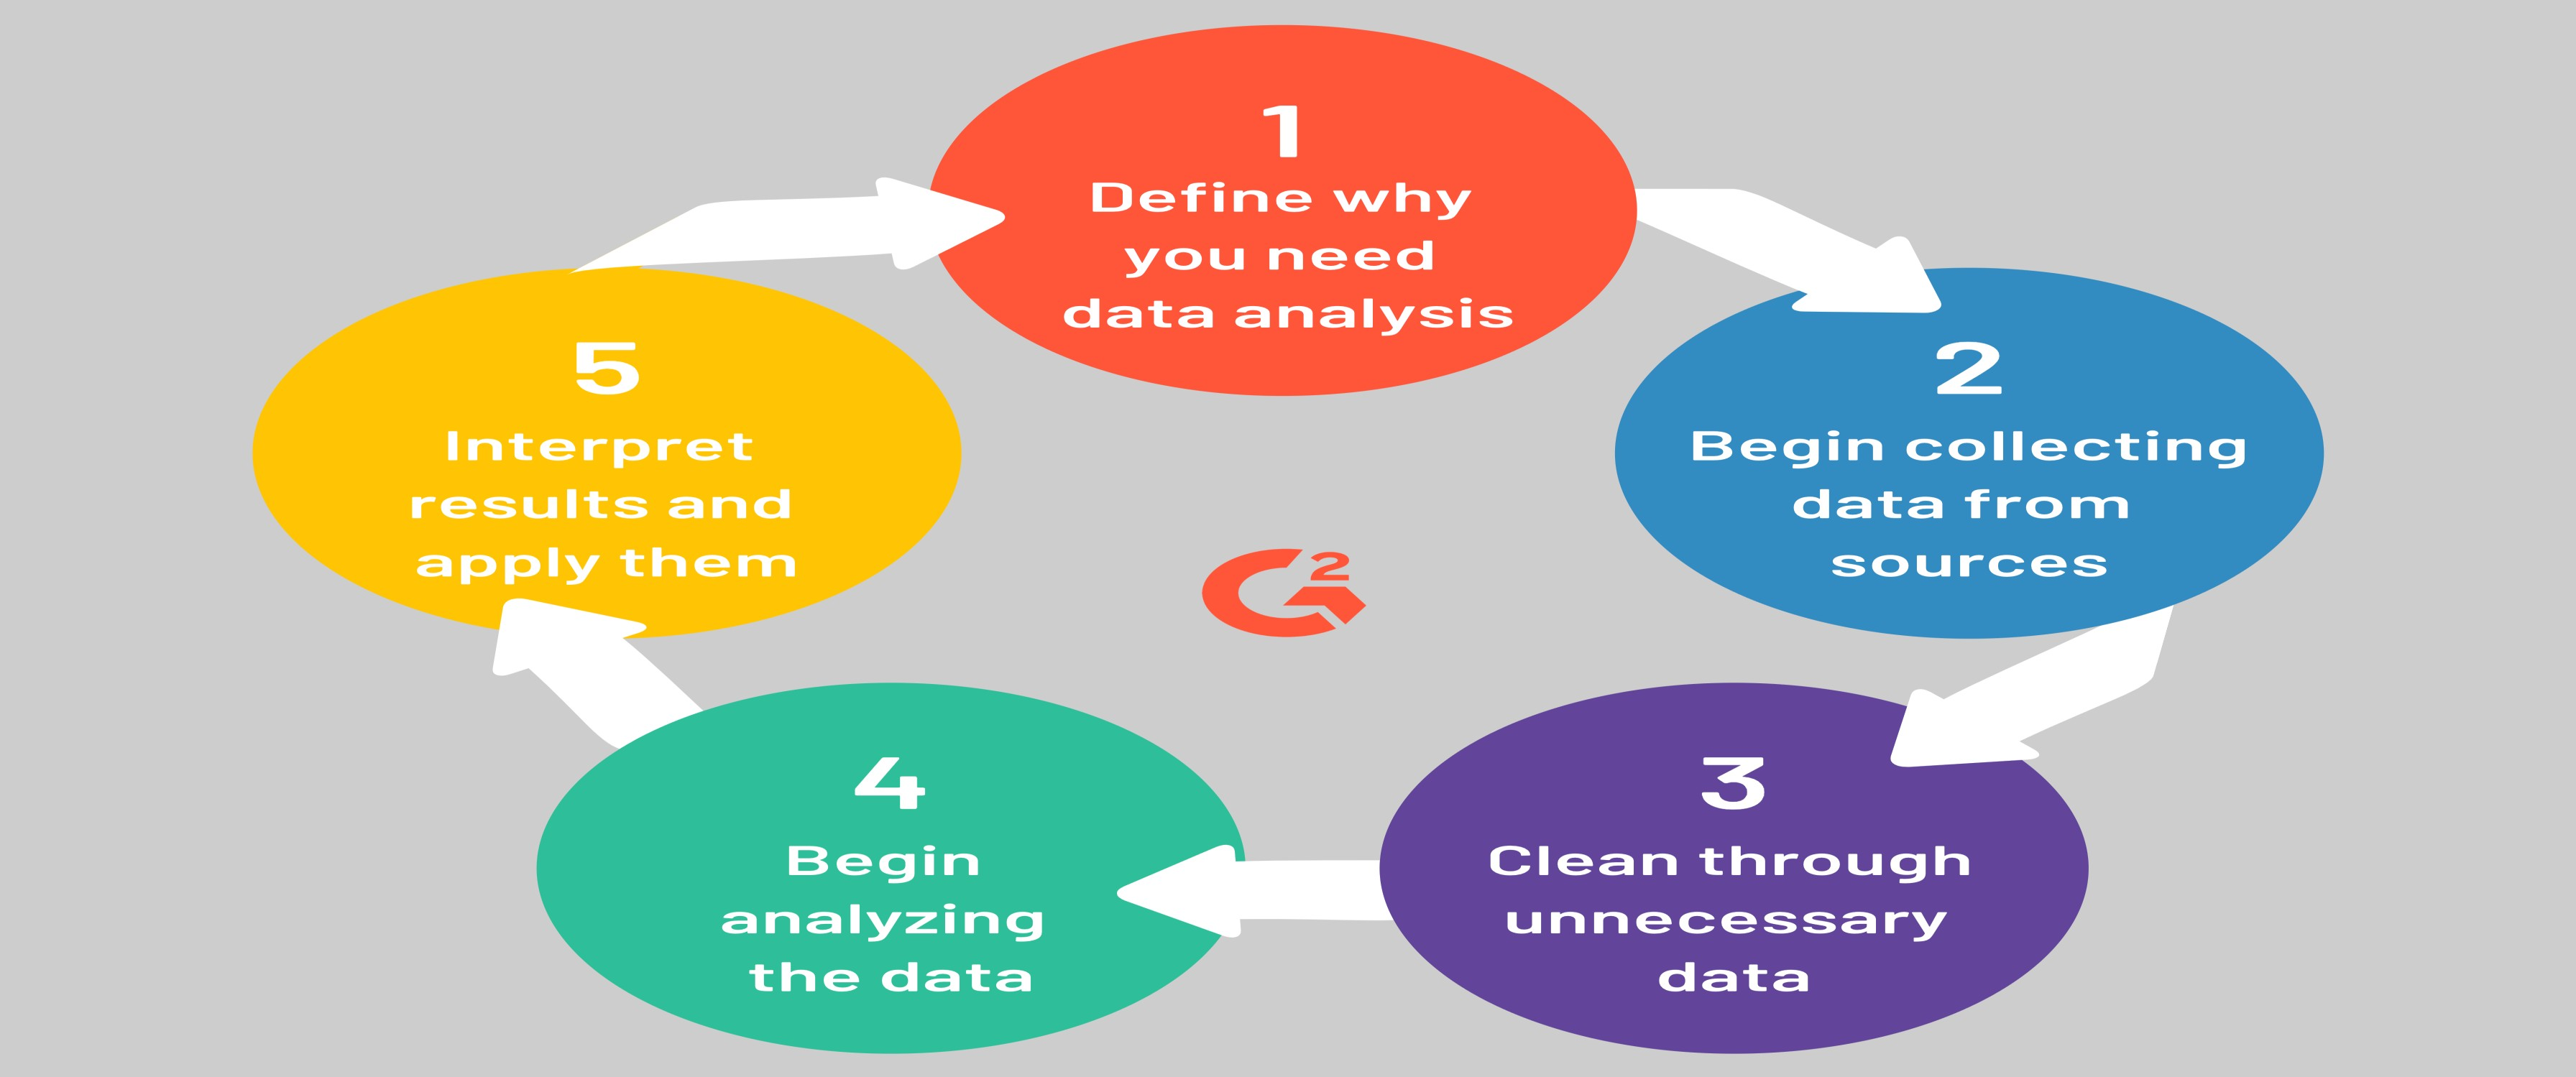 1
Define why
you need
data analysis
2
Begin collecting
data from
sources
3
Clean through
unnecessary
data
4
Begin
analyzing
the data
5
Interpret
results and
apply them
G2